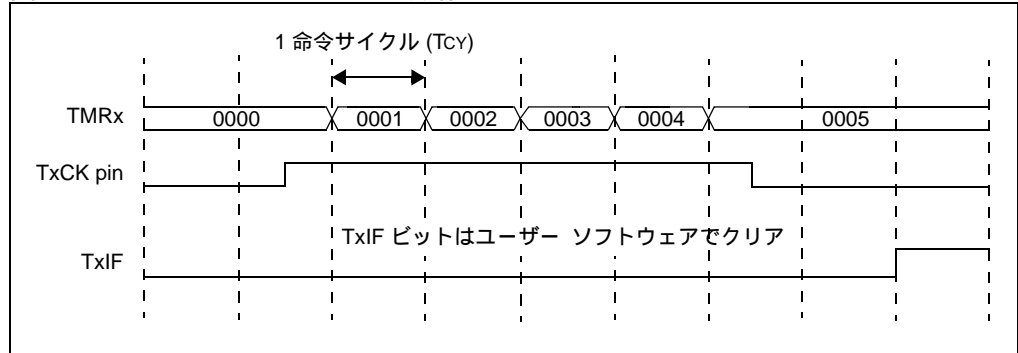 1 命令サイクル (TCY)
TMRx 0000 0001 0002 0003 0004 0005
TxCK pin
TxIF ビットはユーザー ソフトウェアでクリア
TxIF